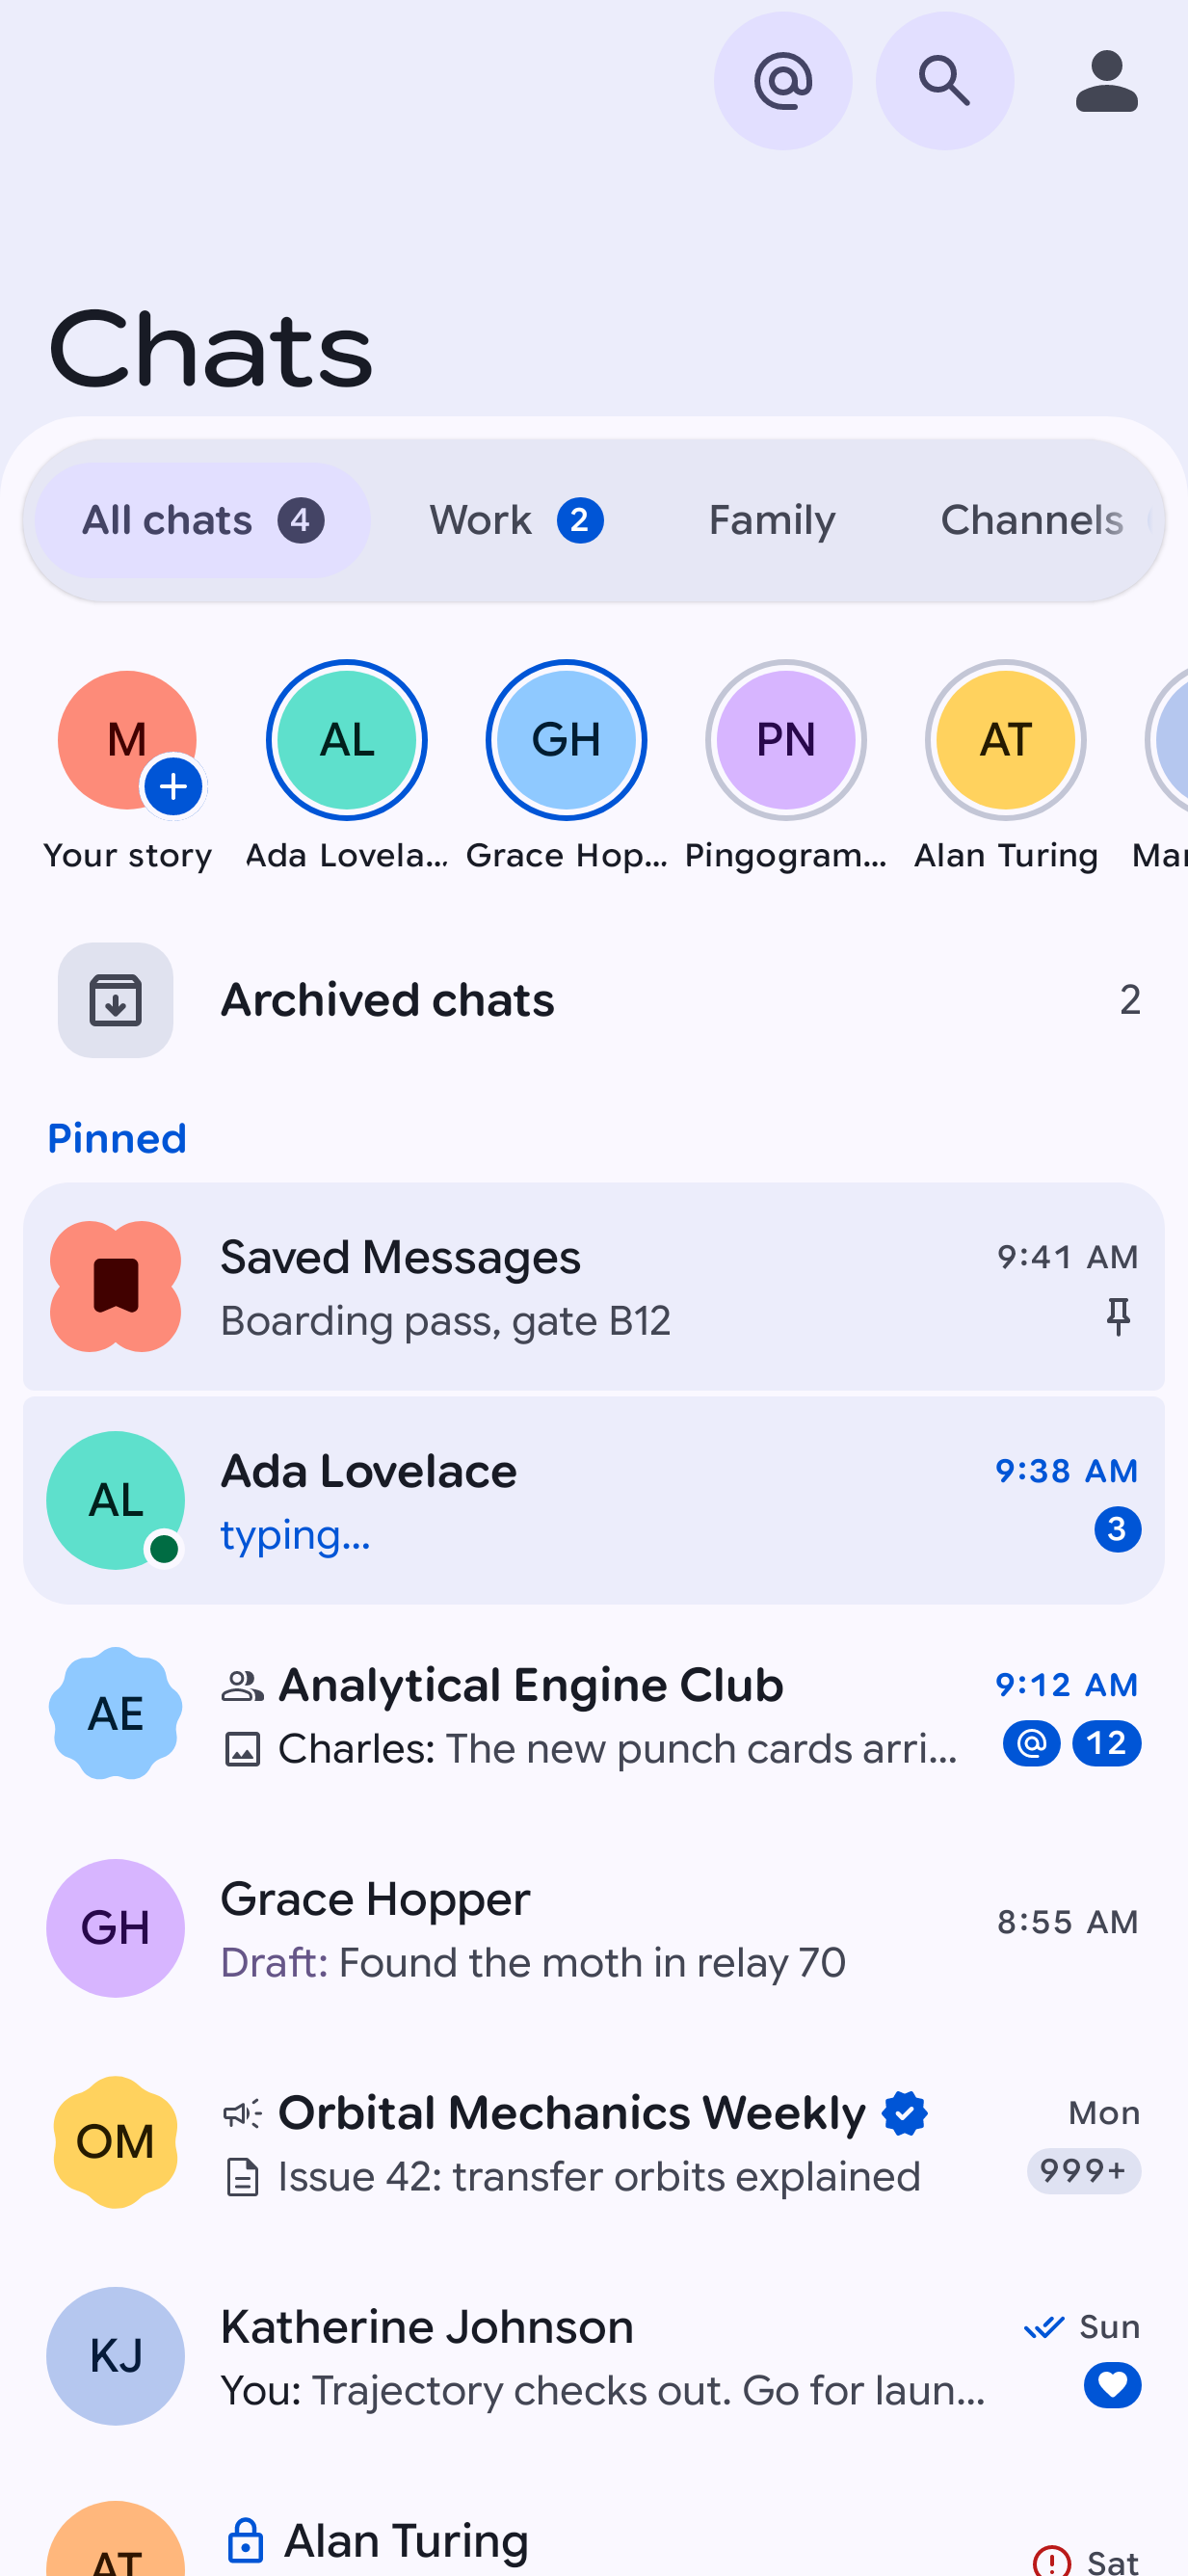 Chats
All chats 4 Work 2 Family Channels
M AL GH PN AT
Your story Ada Lovela... Grace Hop... Pingogram... Alan Turing Mar
Archived chats 2
Pinned
Saved Messages 9:41 AM
Boarding pass, gate B12
AL Ada Lovelace 9:38 AM
typing... 3
AE Analytical Engine Club 9:12 AM
Charles: The new punch cards arri... @ 12
GH Grace Hopper 8:55 AM
Draft: Found the moth in relay 70
OM Orbital Mechanics Weekly Mon
Issue 42: transfer orbits explained 999+
KJ Katherine Johnson Sun
You: Trajectory checks out. Go for laun...
AT Alan Turing Sat